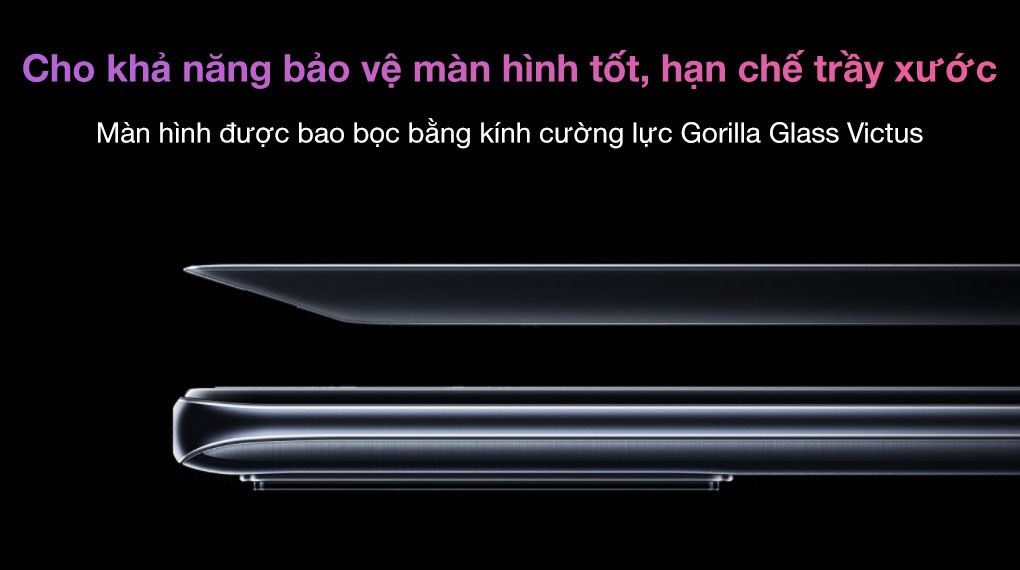 Cho khả năng bảo vệ màn hình tốt, hạn chế trầy xước
Màn hình được bao bọc bằng kính cường lực Gorilla Glass Victus